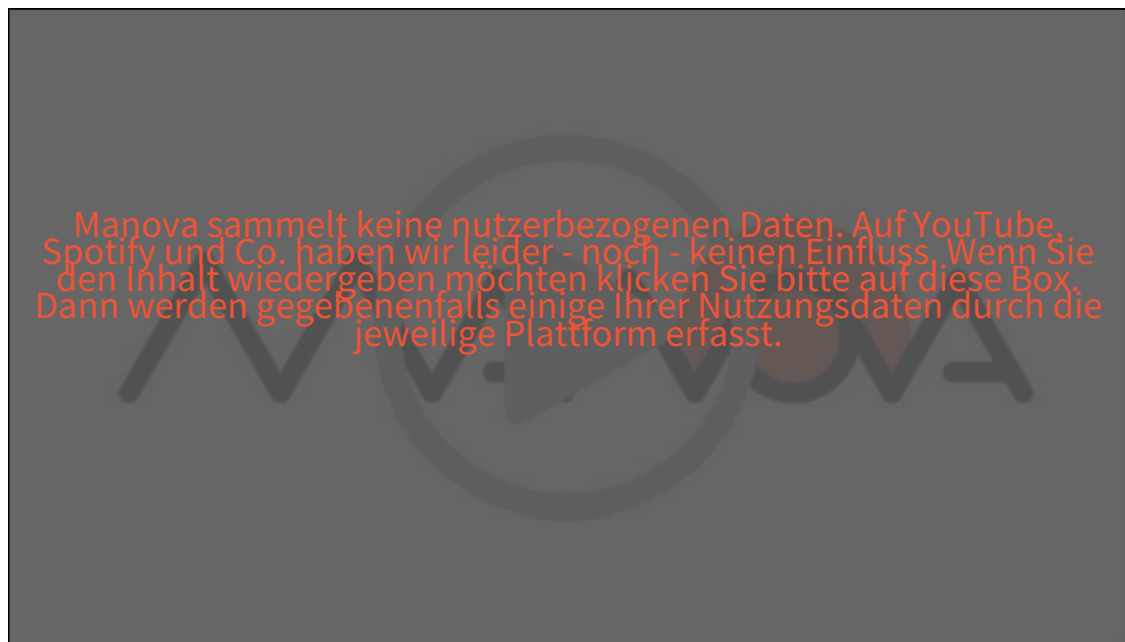 Manova sammelt keine nutzerbezogenen Daten. Auf YouTube,
Spotify und Co. haben wir leider - noch - keinen Einfluss. Wenn Sie
den Inhalt wiedergeben möchten klicken Sie bitte auf diese Box.
Dann werden gegebenenfalls einige Ihrer Nutzungsdaten durch die
jeweilige Plattform erfasst.
MANOVA